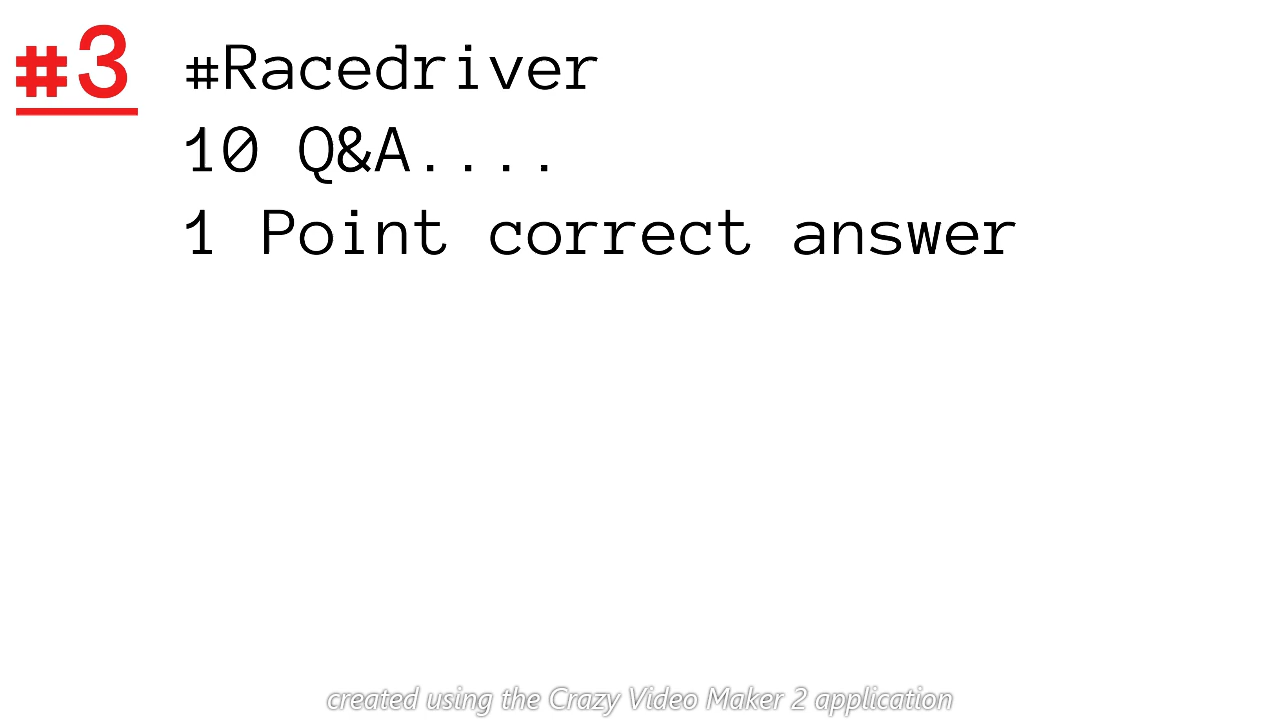 #3
#Racedriver
10 Q&A....
1 Point correct answer
created using the Crazy Video Maker 2 application